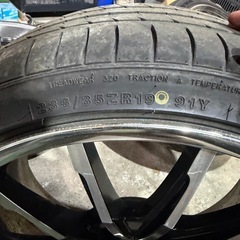 TREADWEAR 320 TRACTION A TEMPERATURE
235/35ZR19 91Y